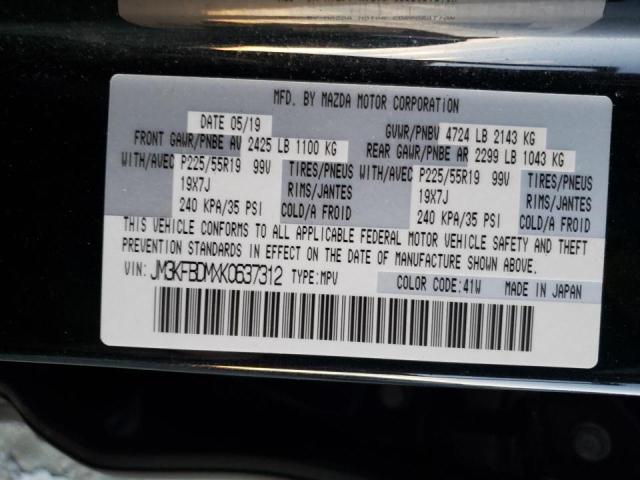 BY MAZDA MOTOR CORPORATION
MFD. BY MAZDA MOTOR CORPORATION
DATE 05/19 GVWR/PNBV 4724 LB 2143 KG
FRONT GAWR/PNBE AV 2425 LB 1100 KG REAR GAWR/PNBE AR 2299 LB 1043 KG
WITH/AVEC P225/55R19 99V TIRES/PNEUS WITH/AVEC P225/55R19 99V TIRES/PNEUS
19X7J RIMS/JANTES 19X7J RIMS/JANTES
240 KPA/35 PSI COLD/A FROID 240 KPA/35 PSI COLD/A FROID
THIS VEHICLE CONFORMS TO ALL APPLICABLE FEDERAL MOTOR VEHICLE SAFETY AND THEFT
PREVENTION STANDARDS IN EFFECT ON THE DATE OF MANUFACTURE SHOWN ABOVE.
VIN: JM3KFBDMXK0637312 TYPE:MPV COLOR CODE:41W MADE IN JAPAN